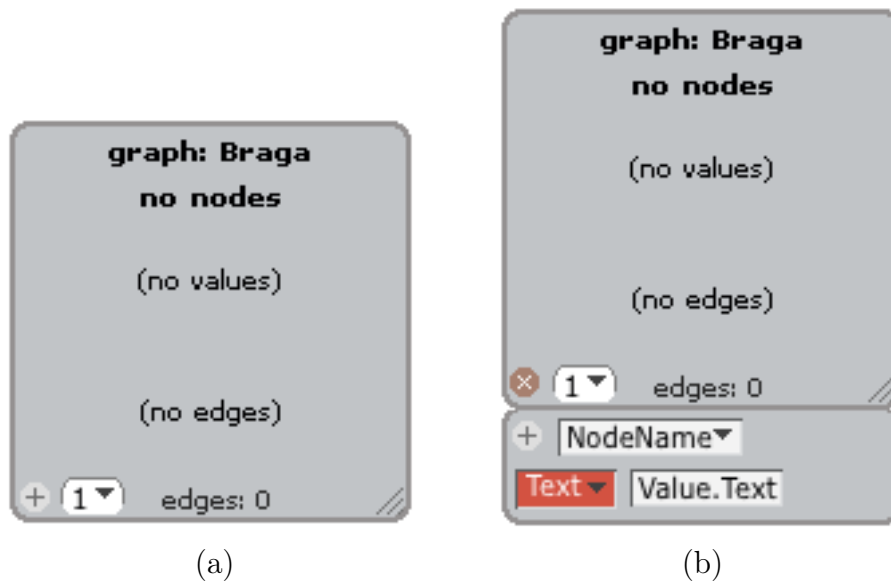 graph: Braga
no nodes
(no values)
(no edges)
+ 1 edges: 0
(a)
graph: Braga
no nodes
(no values)
(no edges)
1 edges: 0
+ NodeName
Text Value.Text
(b)